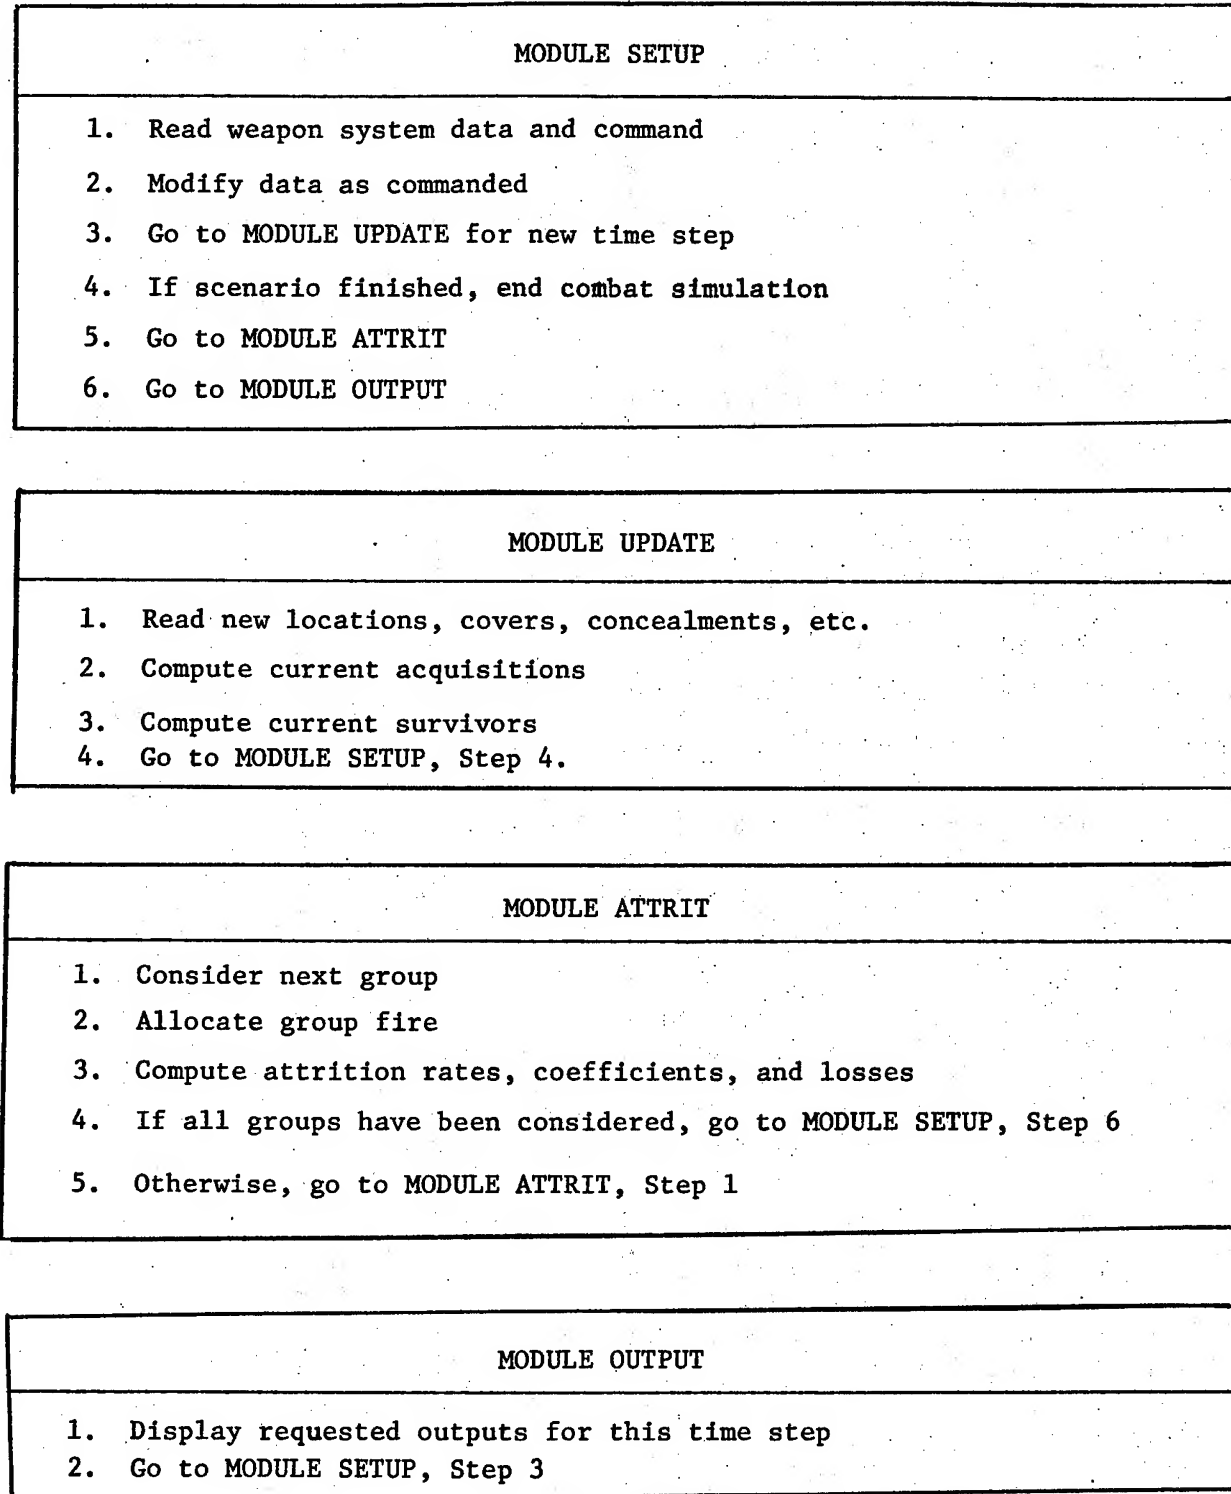 MODULE SETUP
1. Read weapon system data and command
2. Modify data as commanded
3. Go to MODULE UPDATE for new time step
4. If scenario finished, end combat simulation
5. Go to MODULE ATTRIT
6. Go to MODULE OUTPUT
MODULE UPDATE
1. Read new locations, covers, concealments, etc.
2. Compute current acquisitions
3. Compute current survivors
4. Go to MODULE SETUP, Step 4.
MODULE ATTRIT
1. Consider next group
2. Allocate group fire
3. Compute attrition rates, coefficients, and losses
4. If all groups have been considered, go to MODULE SETUP, Step 6
5. Otherwise, go to MODULE ATTRIT, Step 1
MODULE OUTPUT
1. Display requested outputs for this time step
2. Go to MODULE SETUP, Step 3